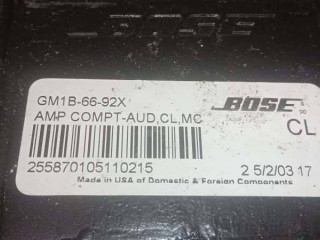 BOSE
GM1B-66-92X
BOSE
AMP COMPT-AUD,CL,MC
CL
255870105110215
2 5/2/03 17
Made in USA of Domestic & Foreign Components